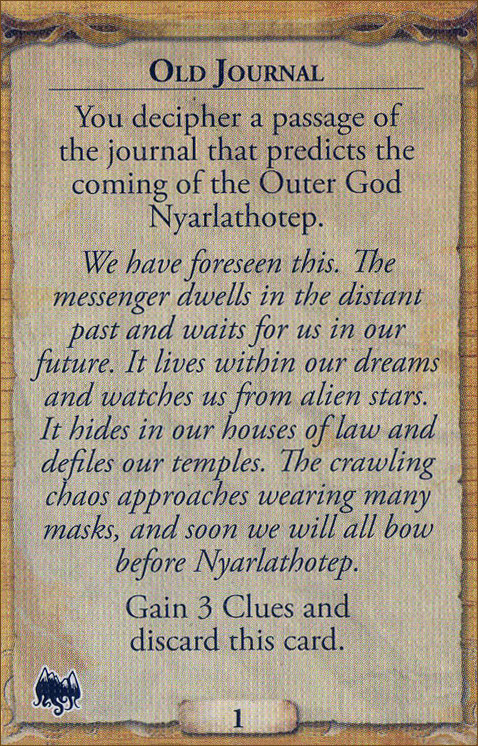 Old Journal
You decipher a passage of
the journal that predicts the
coming of the Outer God
Nyarlathotep.
We have foreseen this. The
messenger dwells in the distant
past and waits for us in our
future. It lives within our dreams
and watches us from alien stars.
It hides in our houses of law and
defiles our temples. The crawling
chaos approaches wearing many
masks, and soon we will all bow
before Nyarlathotep.
Gain 3 Clues and
discard this card.
1